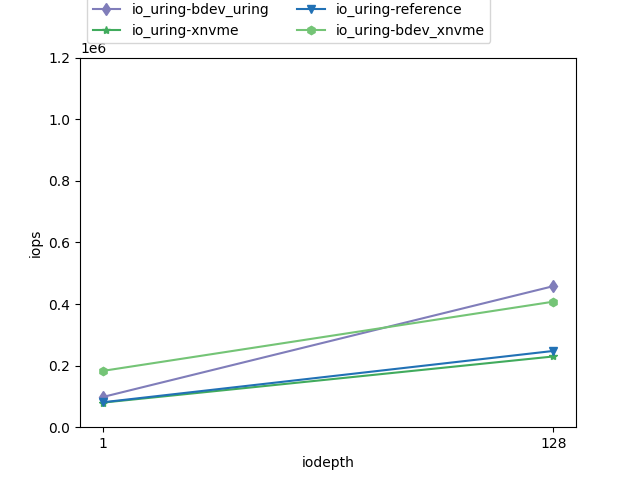 io_uring-bdev_uring io_uring-reference
io_uring-xnvme io_uring-bdev_xnvme
1e6
1.2
1.0
0.8
0.6
0.4
0.2
0.0
iops
1 128
iodepth